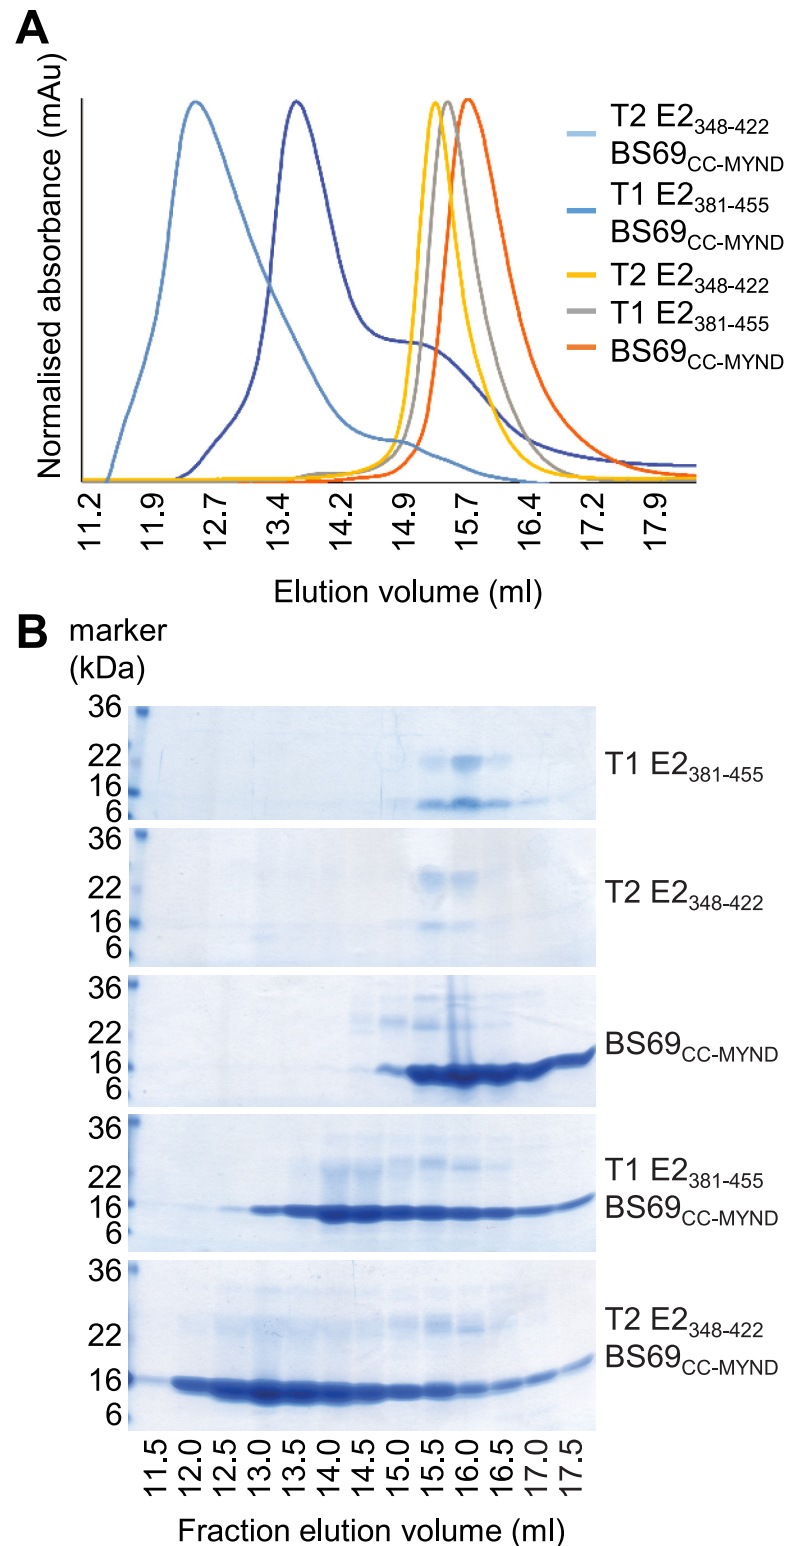 A
Normalised absorbance (mAu)
T2 E2348-422
BS69CC-MYND
T1 E2381-455
BS69CC-MYND
T2 E2348-422
T1 E2381-455
BS69CC-MYND
11.2 11.9 12.7 13.4 14.2 14.9 15.7 16.4 17.2 17.9
Elution volume (ml)
B
marker
(kDa)
36
22
16
6
T1 E2381-455
36
22
16
6
T2 E2348-422
36
22
16
6
BS69CC-MYND
36
22
16
6
T1 E2381-455
BS69CC-MYND
36
22
16
6
T2 E2348-422
BS69CC-MYND
11.5 12.0 12.5 13.0 13.5 14.0 14.5 15.0 15.5 16.0 16.5 17.0 17.5
Fraction elution volume (ml)